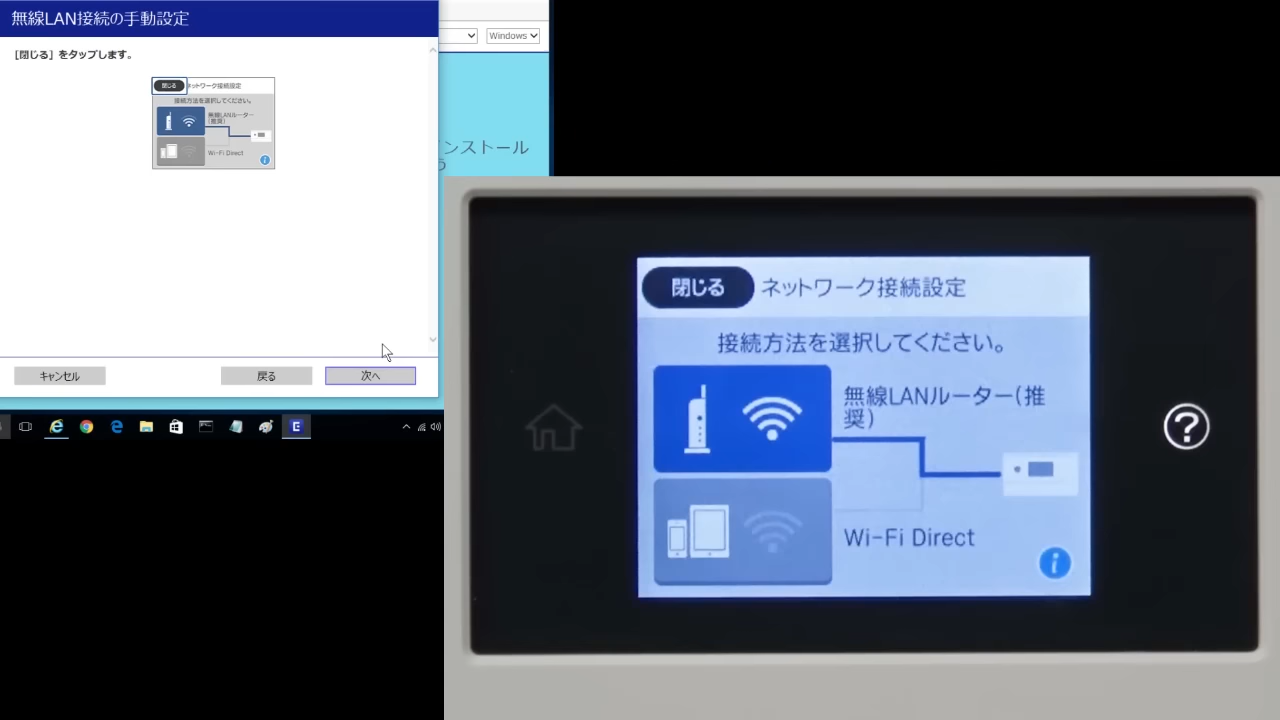 無線LAN接続の手動設定
[閉じる] をタップします。
閉じる ネットワーク接続設定
接続方法を選択してください。
無線LANルーター
(推奨)
Wi-Fi Direct
i
キャンセル
戻る
次へ
Windows
ンストール
う
閉じる ネットワーク接続設定
接続方法を選択してください。
無線LANルーター(推
奨)
Wi-Fi Direct
i
?